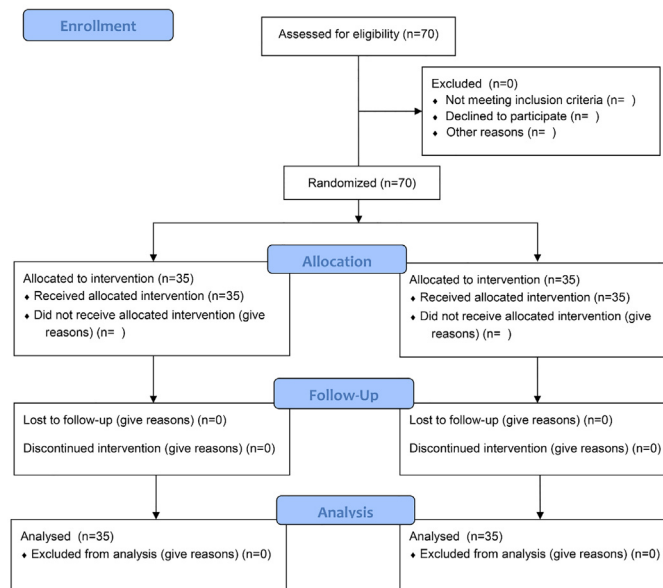 Enrollment
Assessed for eligibility (n=70)
Excluded (n=0)
♦ Not meeting inclusion criteria (n= )
♦ Declined to participate (n= )
♦ Other reasons (n= )
Randomized (n=70)
Allocation
Allocated to intervention (n=35)
♦ Received allocated intervention (n=35)
♦ Did not receive allocated intervention (give
reasons) (n= )
Allocated to intervention (n=35)
♦ Received allocated intervention (n=35)
♦ Did not receive allocated intervention (give
reasons) (n= )
Follow-Up
Lost to follow-up (give reasons) (n=0)
Discontinued intervention (give reasons) (n=0)
Lost to follow-up (give reasons) (n=0)
Discontinued intervention (give reasons) (n=0)
Analysis
Analysed (n=35)
♦ Excluded from analysis (give reasons) (n=0)
Analysed (n=35)
♦ Excluded from analysis (give reasons) (n=0)